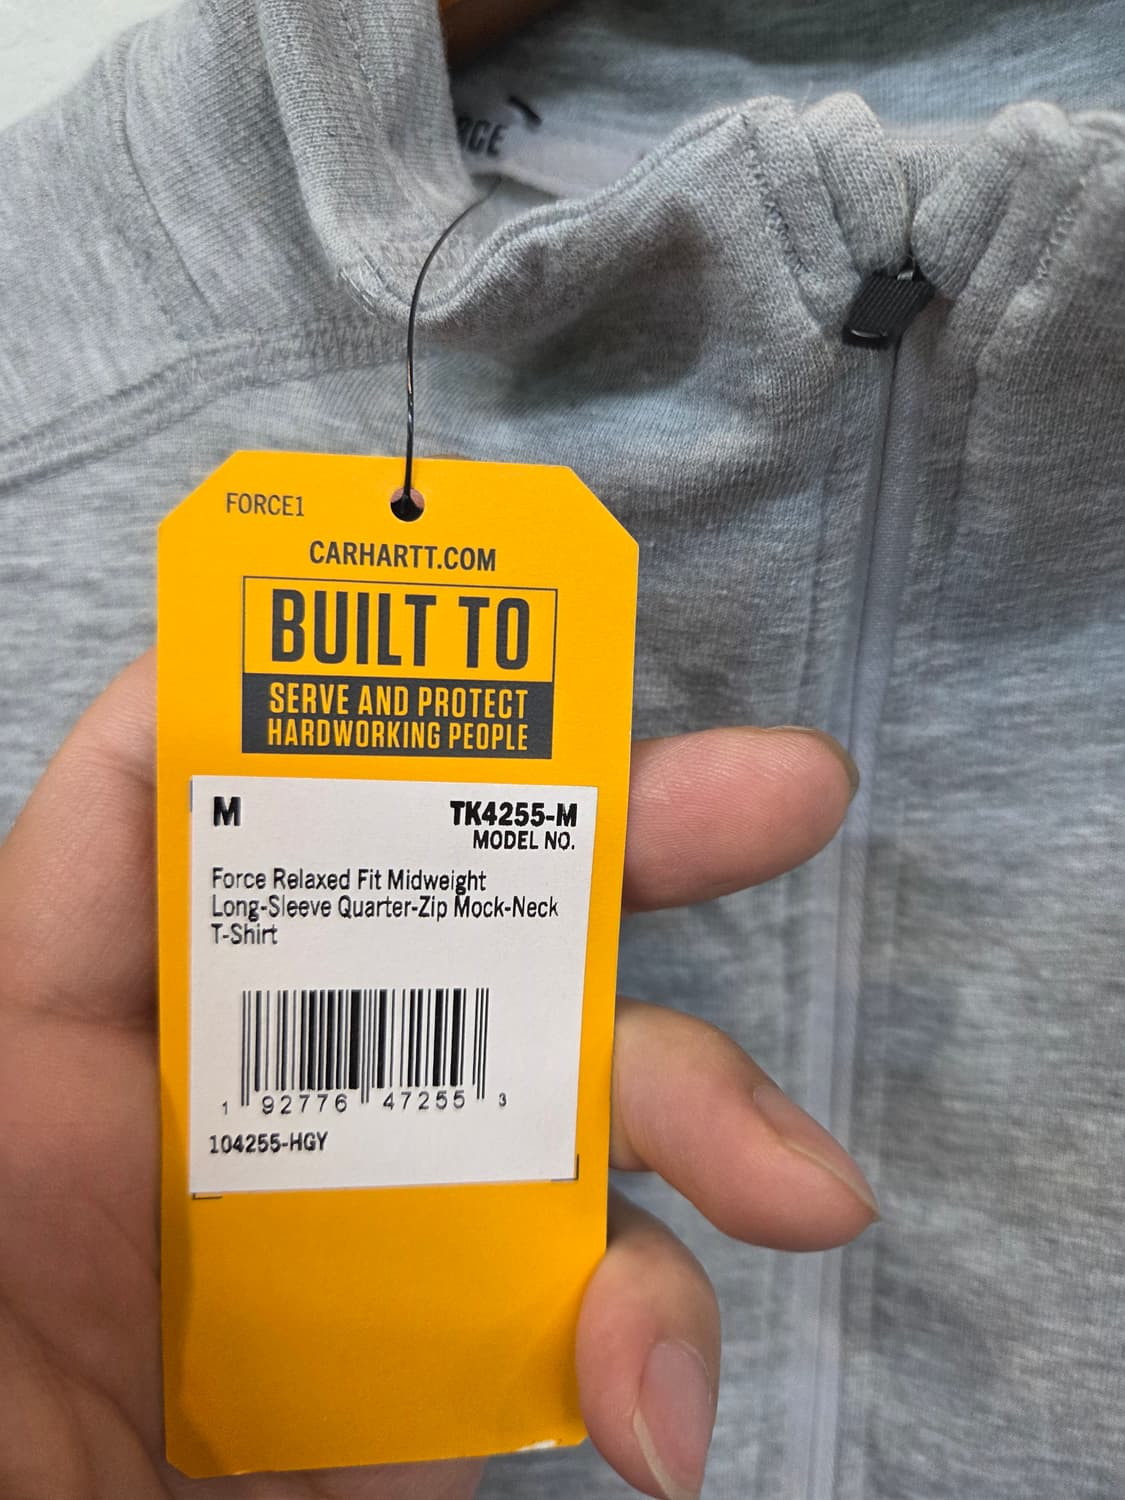 FORCE1
CARHARTT.COM
BUILT TO
SERVE AND PROTECT
HARDWORKING PEOPLE
M
TK4255-M
MODEL NO.
Force Relaxed Fit Midweight
Long-Sleeve Quarter-Zip Mock-Neck
T-Shirt
1 92776 47255 3
104255-HGY